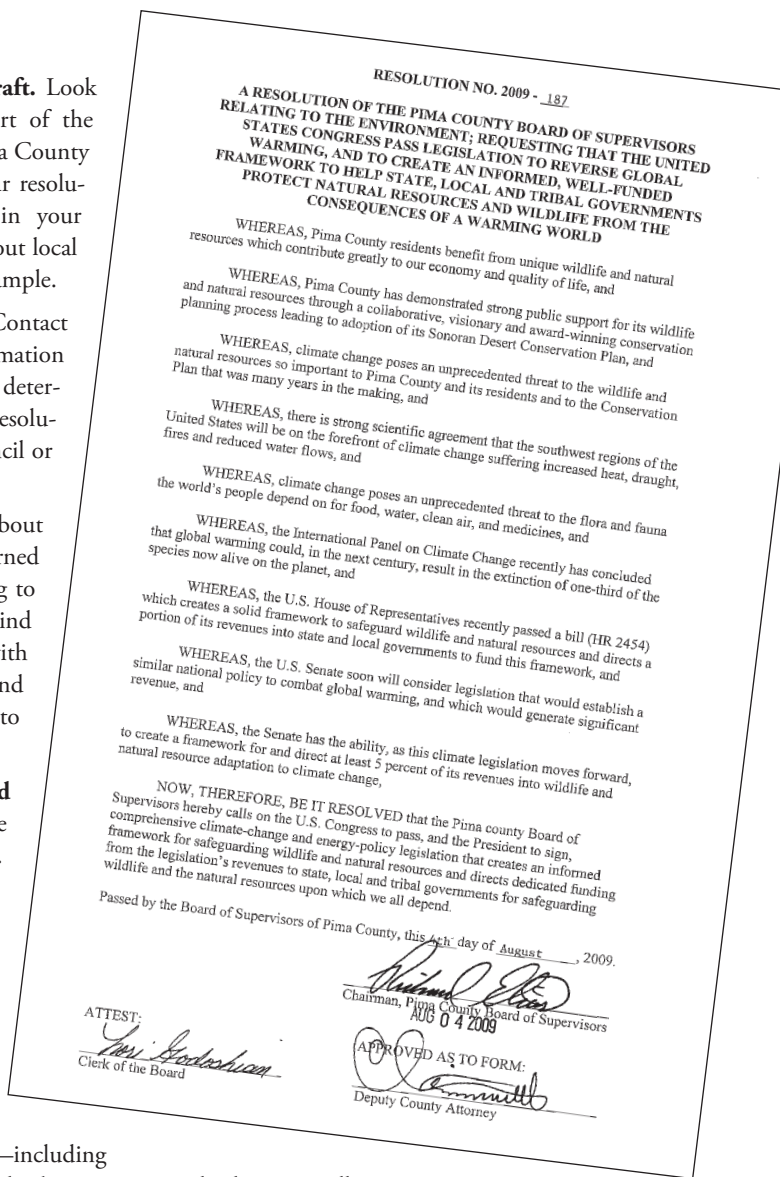 raft. Look
rt of the
a County
r resolu-
in your
out local
mple.
Contact
mation
deter-
esolu-
cil or
bout
rned
g to
ind
ith
nd
to
d
e
—including
RESOLUTION NO. 2009 - 187
A RESOLUTION OF THE PIMA COUNTY BOARD OF SUPERVISORS
RELATING TO THE ENVIRONMENT; REQUESTING THAT THE UNITED
STATES CONGRESS PASS LEGISLATION TO REVERSE GLOBAL
WARMING, AND TO CREATE AN INFORMED, WELL-FUNDED
FRAMEWORK TO HELP STATE, LOCAL AND TRIBAL GOVERNMENTS
PROTECT NATURAL RESOURCES AND WILDLIFE FROM THE
CONSEQUENCES OF A WARMING WORLD
WHEREAS, Pima County residents benefit from unique wildlife and natural
resources which contribute greatly to our economy and quality of life, and
WHEREAS, Pima County has demonstrated strong public support for its wildlife
and natural resources through a collaborative, visionary and award-winning conservation
planning process leading to adoption of its Sonoran Desert Conservation Plan, and
WHEREAS, climate change poses an unprecedented threat to the wildlife and
natural resources so important to Pima County and its residents and to the Conservation
Plan that was many years in the making, and
WHEREAS, there is strong scientific agreement that the southwest regions of the
United States will be on the forefront of climate change suffering increased heat, draught,
fires and reduced water flows, and
WHEREAS, climate change poses an unprecedented threat to the flora and fauna
the world's people depend on for food, water, clean air, and medicines, and
WHEREAS, the International Panel on Climate Change recently has concluded
that global warming could, in the next century, result in the extinction of one-third of the
species now alive on the planet, and
WHEREAS, the U.S. House of Representatives recently passed a bill (HR 2454)
which creates a solid framework to safeguard wildlife and natural resources and directs a
portion of its revenues into state and local governments to fund this framework, and
WHEREAS, the U.S. Senate soon will consider legislation that would establish a
similar national policy to combat global warming, and which would generate significant
revenue, and
WHEREAS, the Senate has the ability, as this climate legislation moves forward,
to create a framework for and direct at least 5 percent of its revenues into wildlife and
natural resource adaptation to climate change,
NOW, THEREFORE, BE IT RESOLVED that the Pima county Board of
Supervisors hereby calls on the U.S. Congress to pass, and the President to sign,
comprehensive climate-change and energy-policy legislation that creates an informed
framework for safeguarding wildlife and natural resources and directs dedicated funding
from the legislation's revenues to state, local and tribal governments for safeguarding
wildlife and the natural resources upon which we all depend.
Passed by the Board of Supervisors of Pima County, this 4th day of August, 2009.
Chairman, Pima County Board of Supervisors
AUG 04 2009
ATTEST:
Lori Godoshian
Clerk of the Board
APPROVED AS TO FORM:
Deputy County Attorney